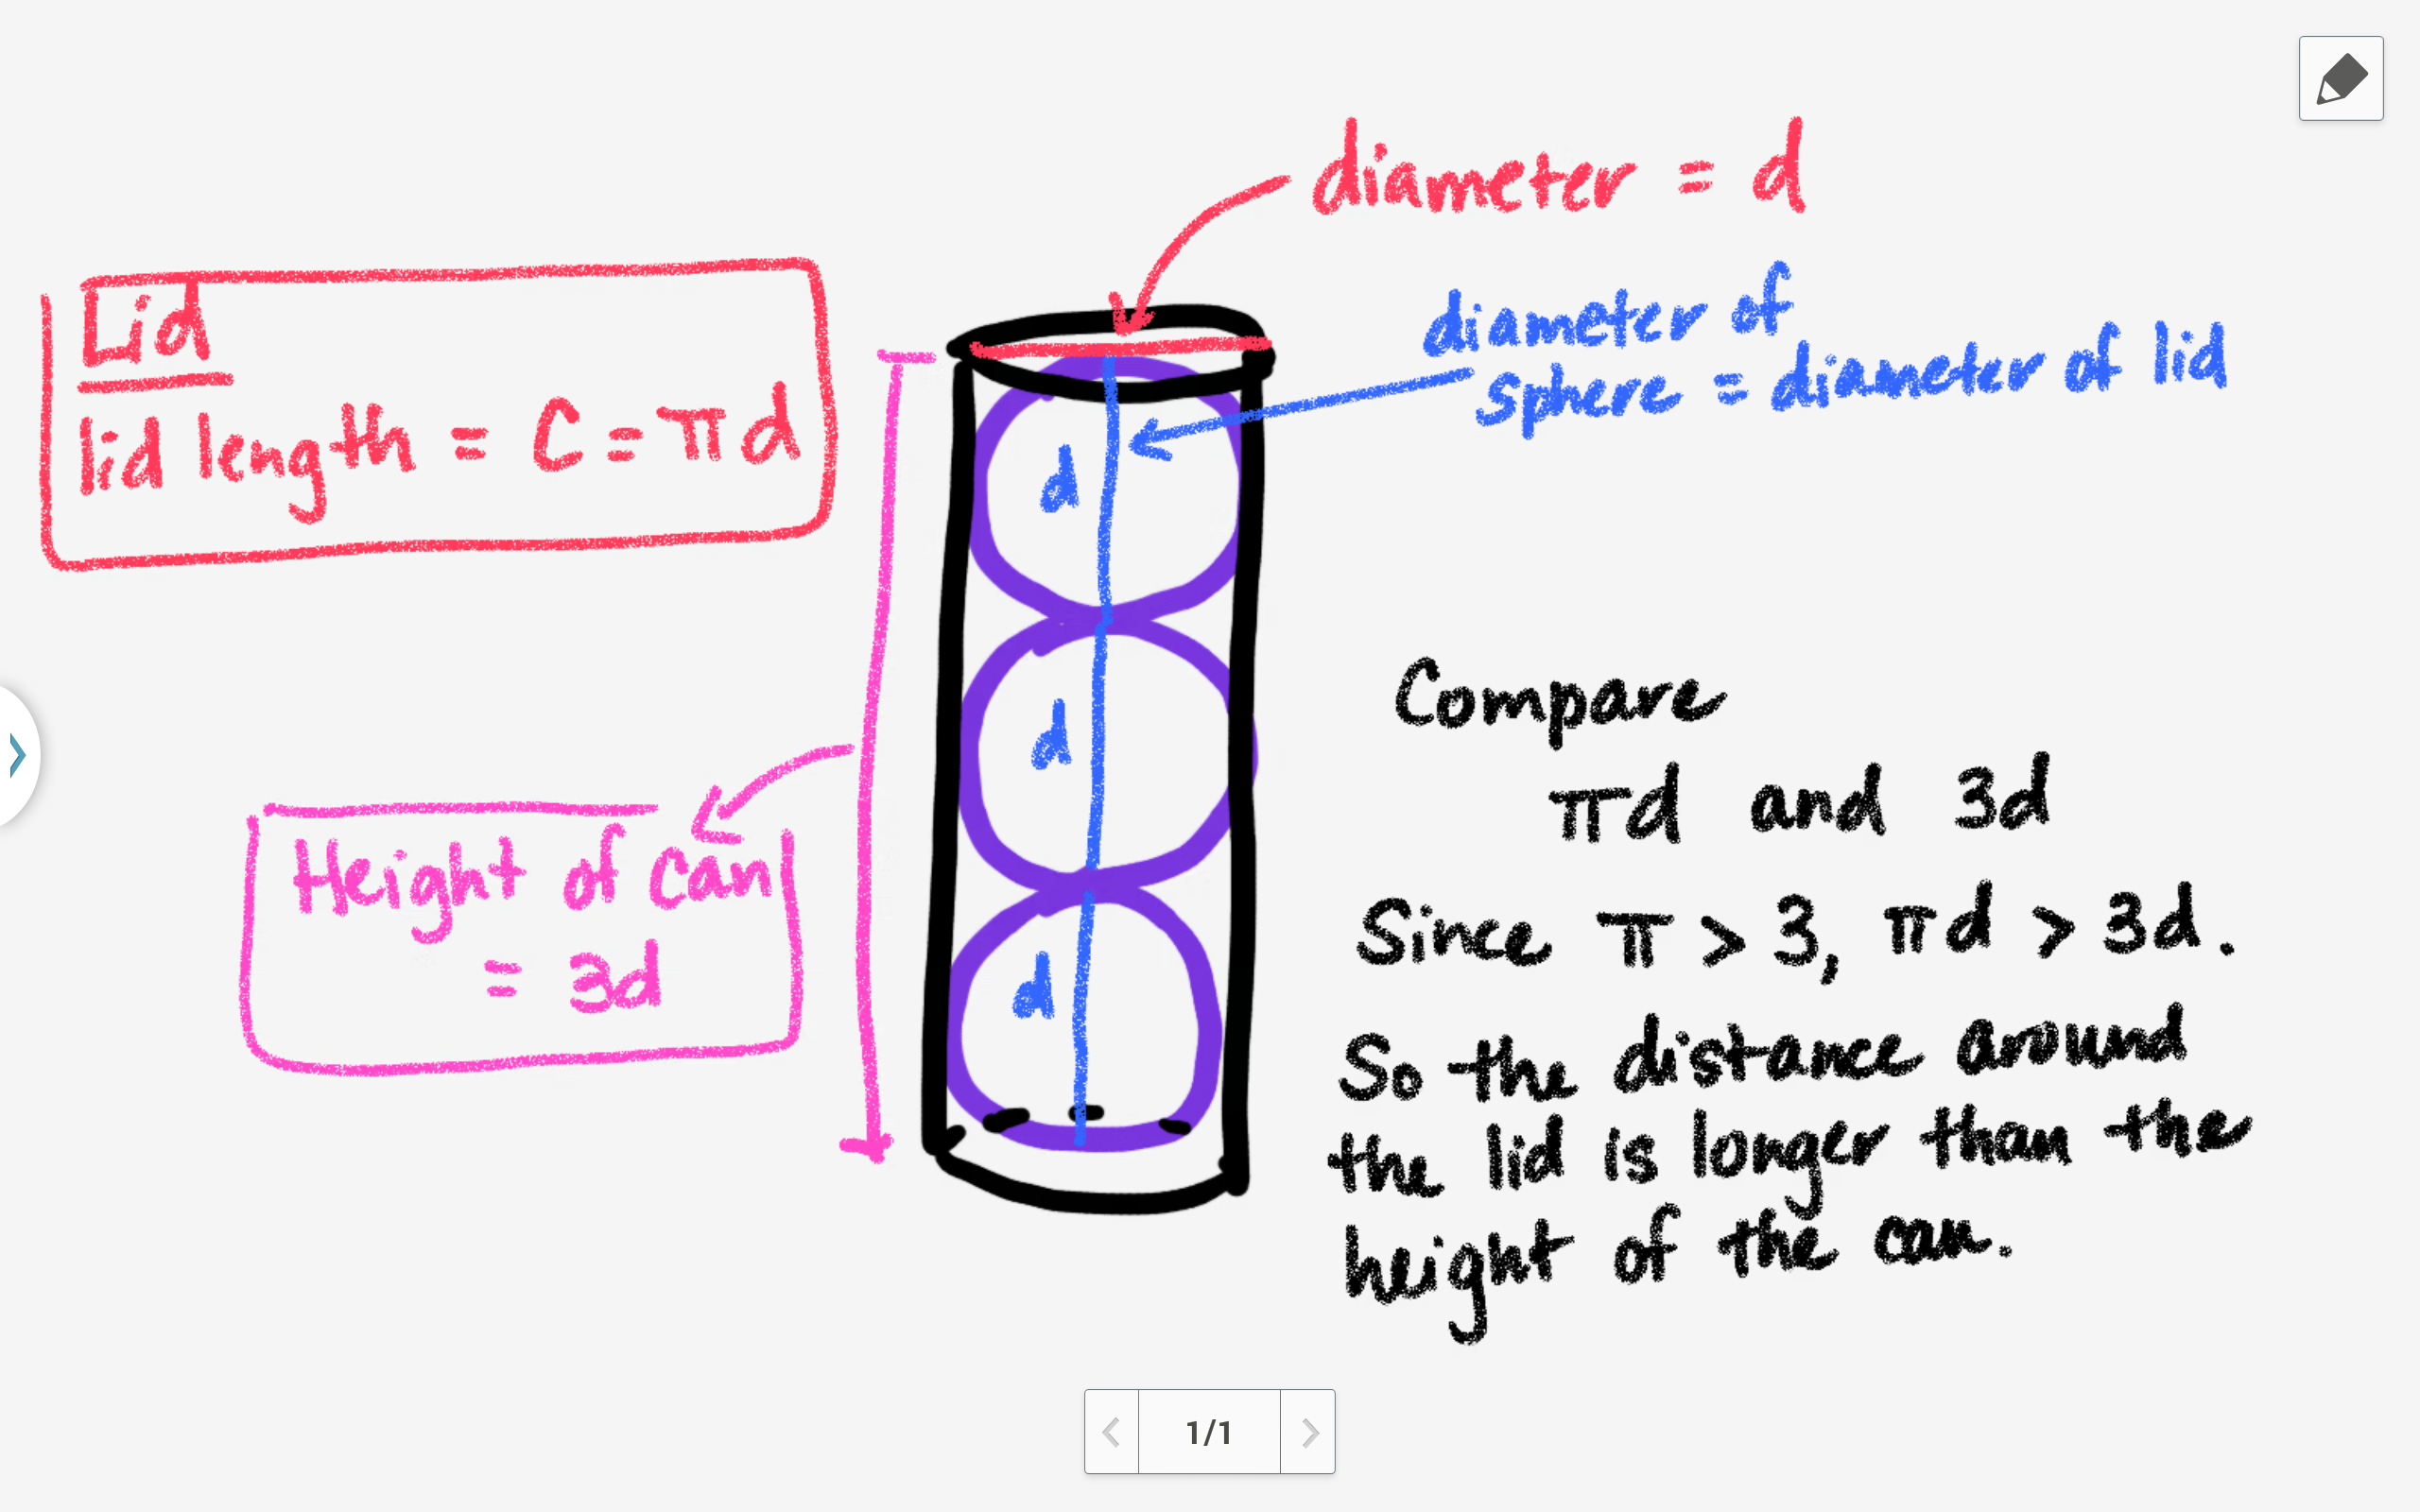 diameter = d
diameter of
sphere = diameter of lid
Lid
lid length = C = πd
d
d
d
Height of can
= 3d
Compare
πd and 3d
Since π > 3, πd > 3d.
So the distance around
the lid is longer than the
height of the can.
1/1